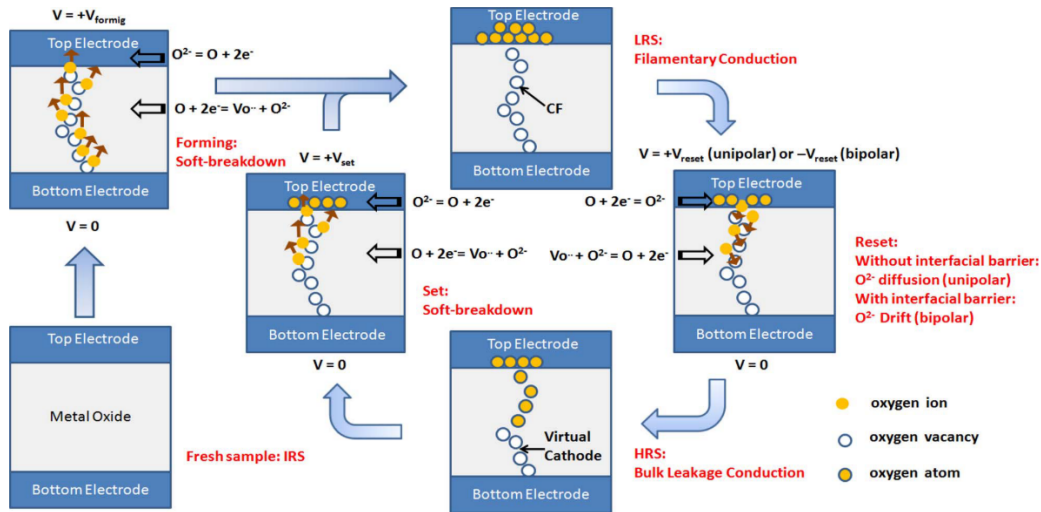 V = +Vformig
Top Electrode
O²⁻ = O + 2e⁻
O + 2e⁻= Vo·· + O²⁻
Forming:
Soft-breakdown
Bottom Electrode
V = 0
Top Electrode
Metal Oxide
Bottom Electrode
Fresh sample: IRS
Top Electrode
CF
Bottom Electrode
LRS:
Filamentary Conduction
V = +Vset
Top Electrode
O²⁻ = O + 2e⁻
O + 2e⁻= Vo·· + O²⁻
Set:
Soft-breakdown
Bottom Electrode
V = 0
V = +Vreset (unipolar) or –Vreset (bipolar)
Top Electrode
O + 2e⁻= O²⁻
Vo·· + O²⁻ = O + 2e⁻
Bottom Electrode
V = 0
Reset:
Without interfacial barrier:
O²⁻ diffusion (unipolar)
With interfacial barrier:
O²⁻ Drift (bipolar)
Top Electrode
Virtual
Cathode
Bottom Electrode
HRS:
Bulk Leakage Conduction
oxygen ion
oxygen vacancy
oxygen atom